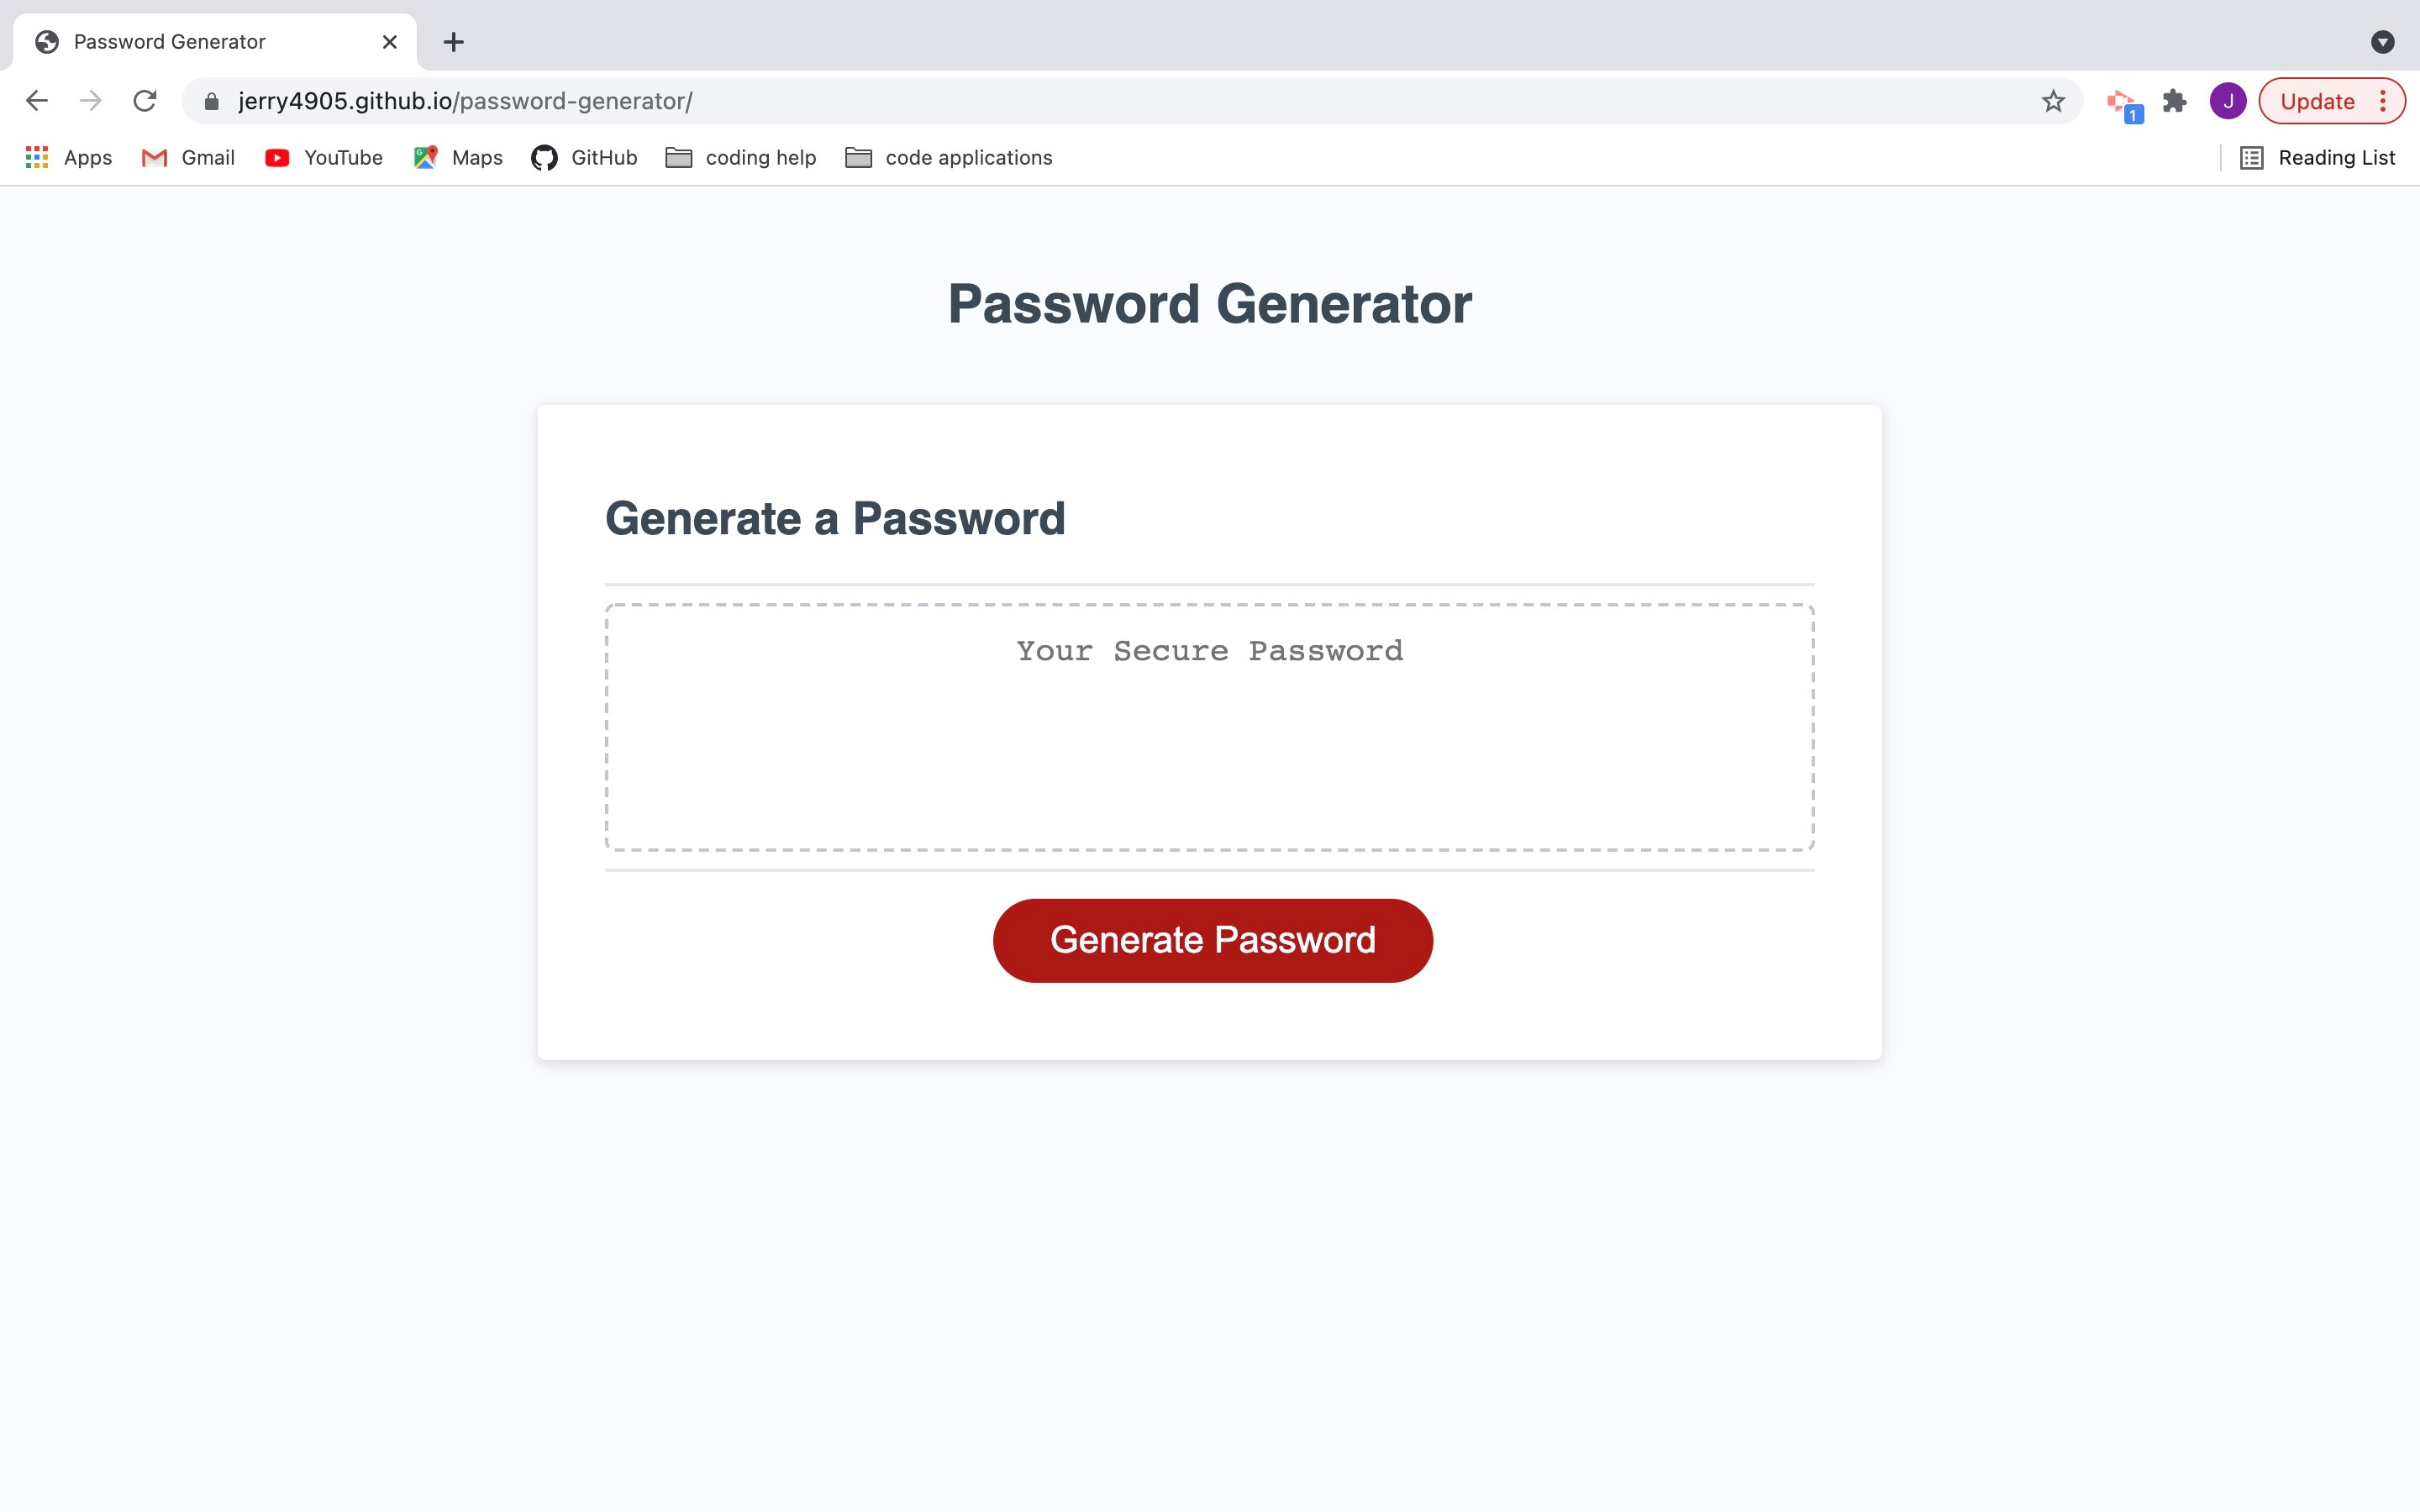 Password Generator
jerry4905.github.io/password-generator/
1
J
Update
Apps Gmail YouTube Maps GitHub coding help code applications Reading List
Password Generator
Generate a Password
Your Secure Password
Generate Password